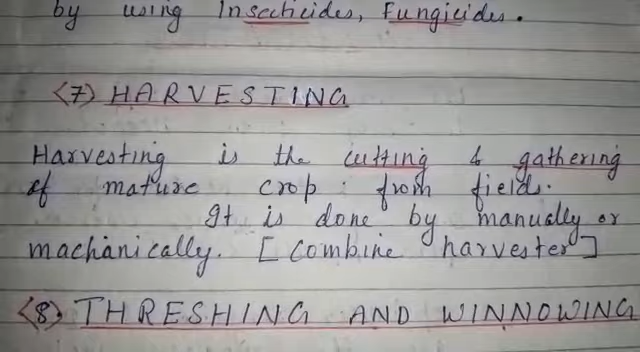 by using Insecticides, Fungicides.
<7> HARVESTING
Harvesting is the cutting & gathering
of mature crop from field.
It is done by manually or
machanically. [Combine harvester]
<8> THRESHING AND WINNOWING